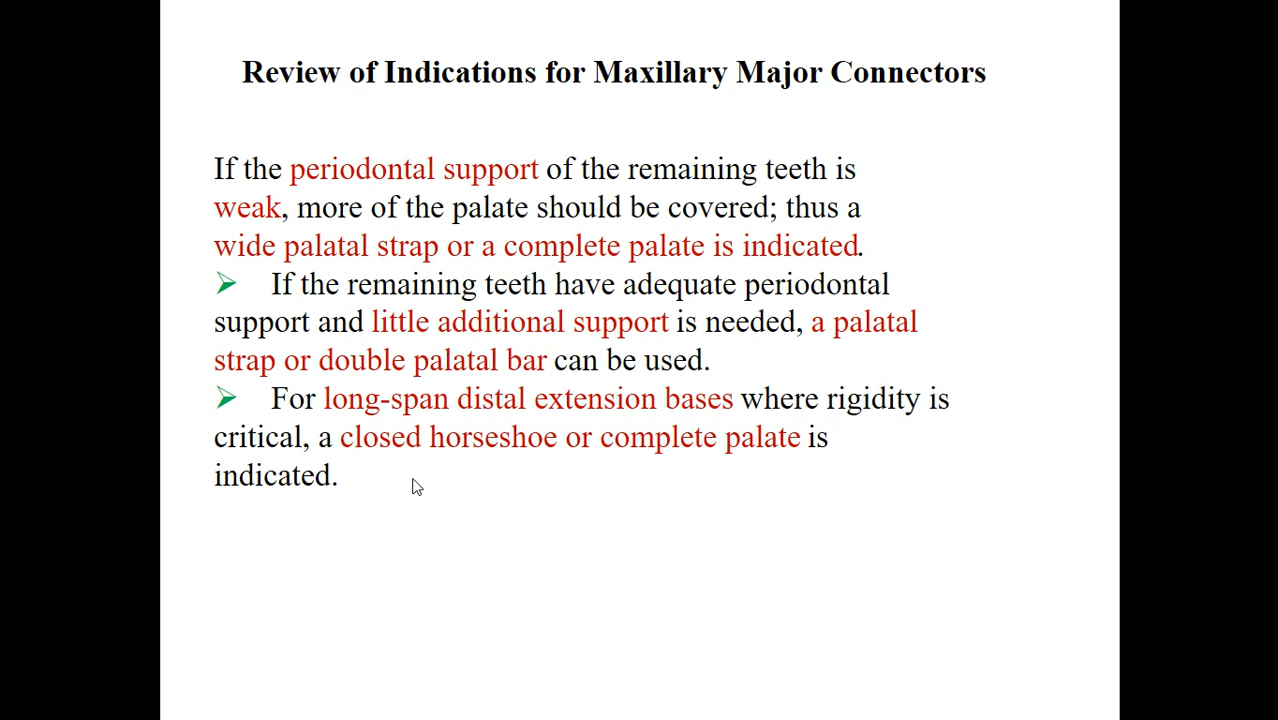 Review of Indications for Maxillary Major Connectors
If the periodontal support of the remaining teeth is
weak, more of the palate should be covered; thus a
wide palatal strap or a complete palate is indicated.
➢ If the remaining teeth have adequate periodontal
support and little additional support is needed, a palatal
strap or double palatal bar can be used.
➢ For long-span distal extension bases where rigidity is
critical, a closed horseshoe or complete palate is
indicated.